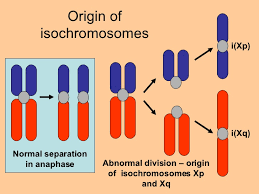 Origin of
isochromosomes
i(Xp)
i(Xq)
Normal separation
in anaphase
Abnormal division – origin
of isochromosomes Xp
and Xq